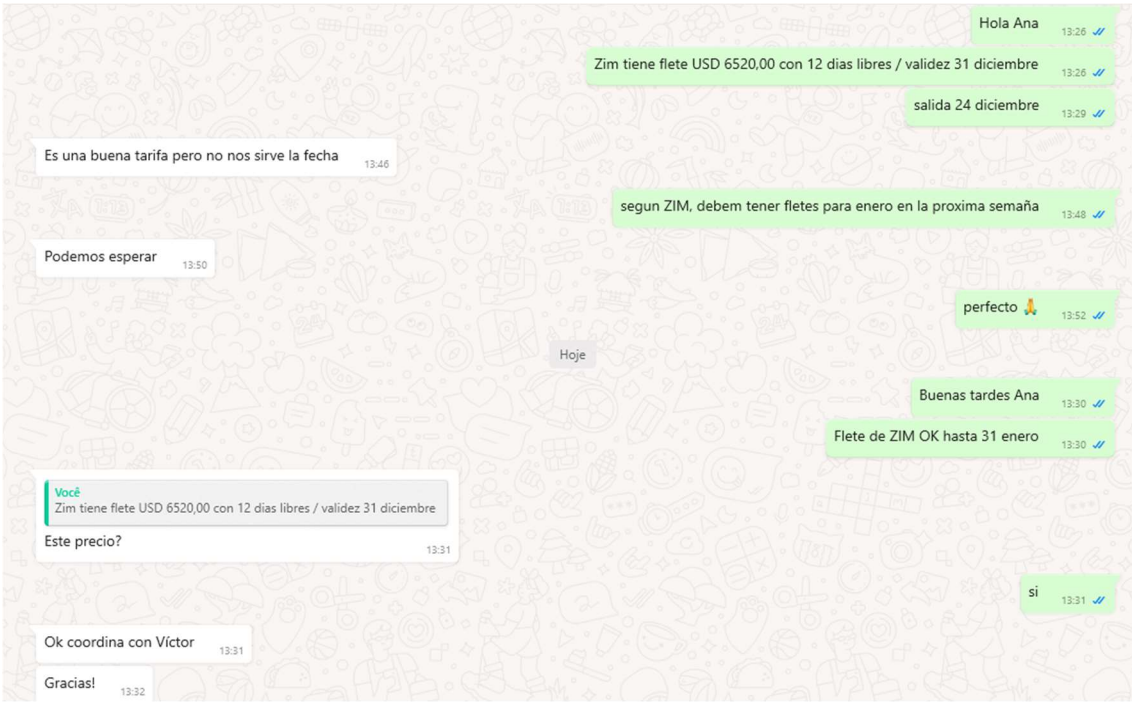 Hola Ana
13:26
Zim tiene flete USD 6520,00 con 12 dias libres / validez 31 diciembre
13:26
salida 24 diciembre
13:29
Es una buena tarifa pero no nos sirve la fecha
13:46
segun ZIM, debem tener fletes para enero en la proxima semaña
13:48
Podemos esperar
13:50
perfecto 🙏
13:52
Hoje
Buenas tardes Ana
13:30
Flete de ZIM OK hasta 31 enero
13:30
Você
Zim tiene flete USD 6520,00 con 12 dias libres / validez 31 diciembre
Este precio?
13:31
si
13:31
Ok coordina con Víctor
13:31
Gracias!
13:32